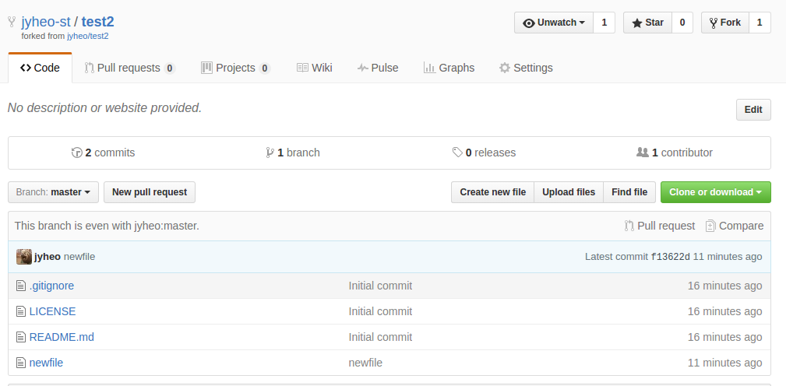 jyheo-st / test2 Unwatch 1 Star 0 Fork 1
forked from jyheo/test2
Code Pull requests 0 Projects 0 Wiki Pulse Graphs Settings
No description or website provided. Edit
2 commits 1 branch 0 releases 1 contributor
Branch: master New pull request Create new file Upload files Find file Clone or download
This branch is even with jyheo:master. Pull request Compare
jyheo newfile Latest commit f13622d 11 minutes ago
.gitignore Initial commit 16 minutes ago
LICENSE Initial commit 16 minutes ago
README.md Initial commit 16 minutes ago
newfile newfile 11 minutes ago